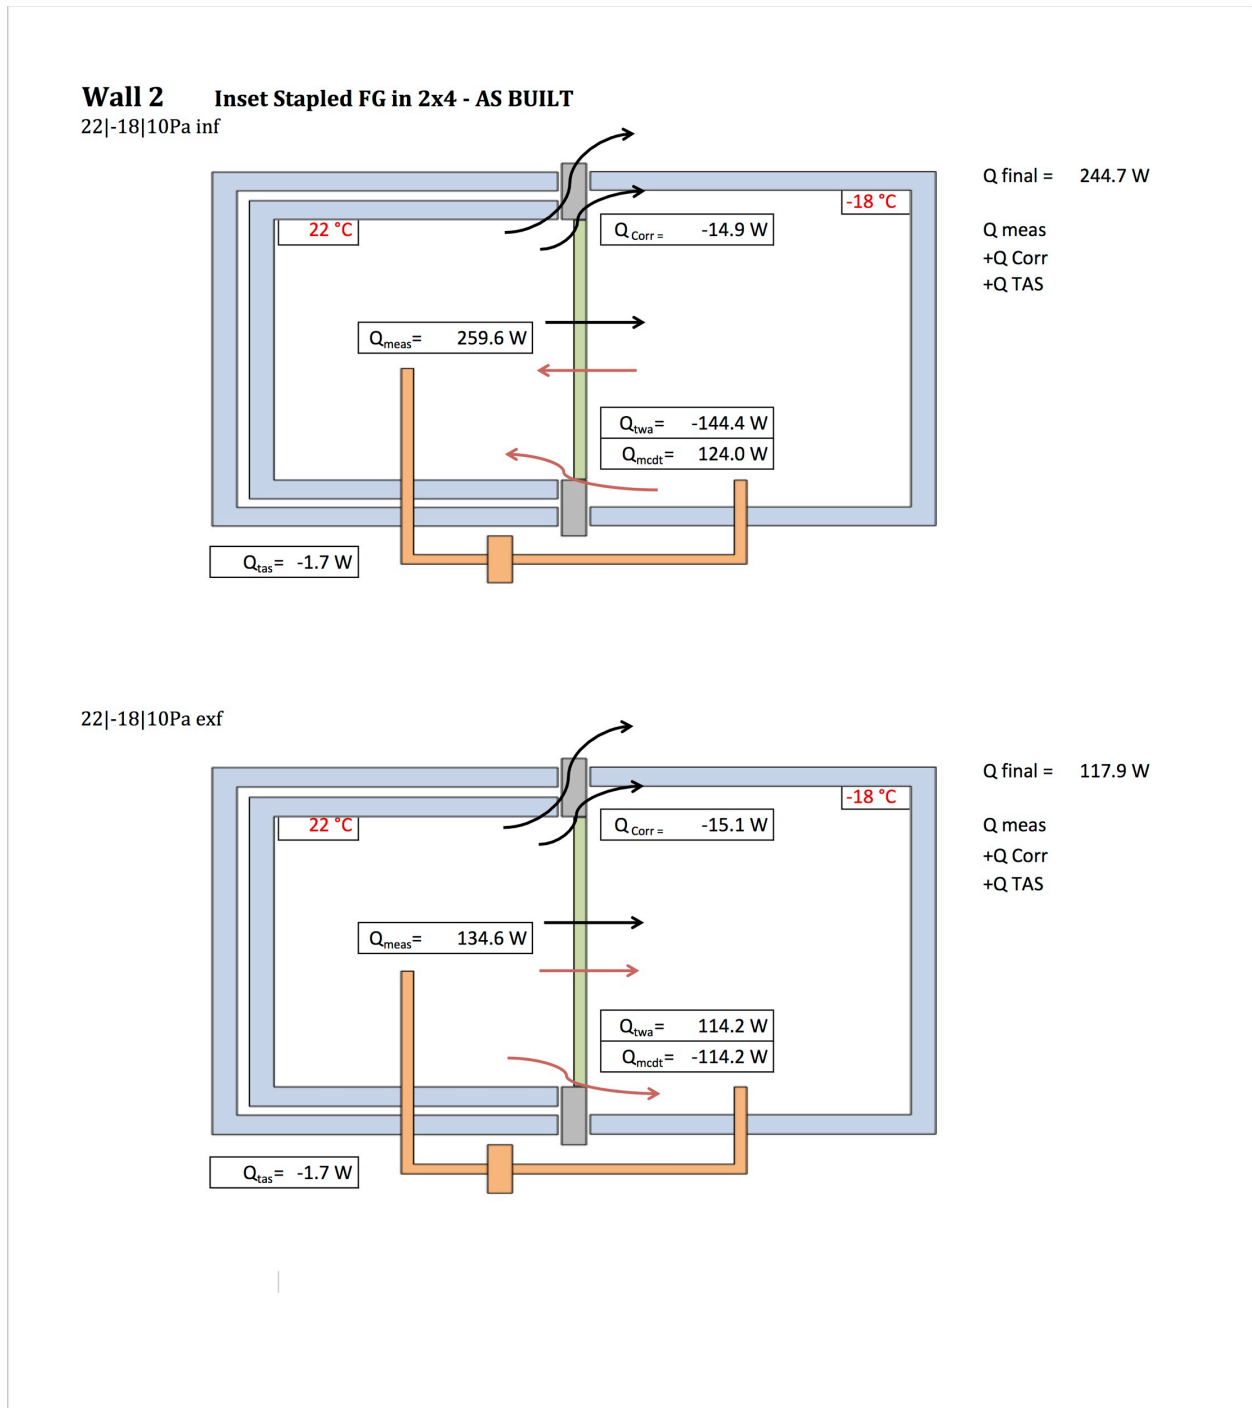 Wall 2 Inset Stapled FG in 2x4 - AS BUILT
22|-18|10Pa inf
Q final = 244.7 W
-18 °C
22 °C
Q Corr = -14.9 W
Q meas
+Q Corr
+Q TAS
Qmeas= 259.6 W
Qtwa= -144.4 W
Qmcdt= 124.0 W
Qtas= -1.7 W
22|-18|10Pa exf
Q final = 117.9 W
-18 °C
22 °C
Q Corr = -15.1 W
Q meas
+Q Corr
+Q TAS
Qmeas= 134.6 W
Qtwa= 114.2 W
Qmcdt= -114.2 W
Qtas= -1.7 W